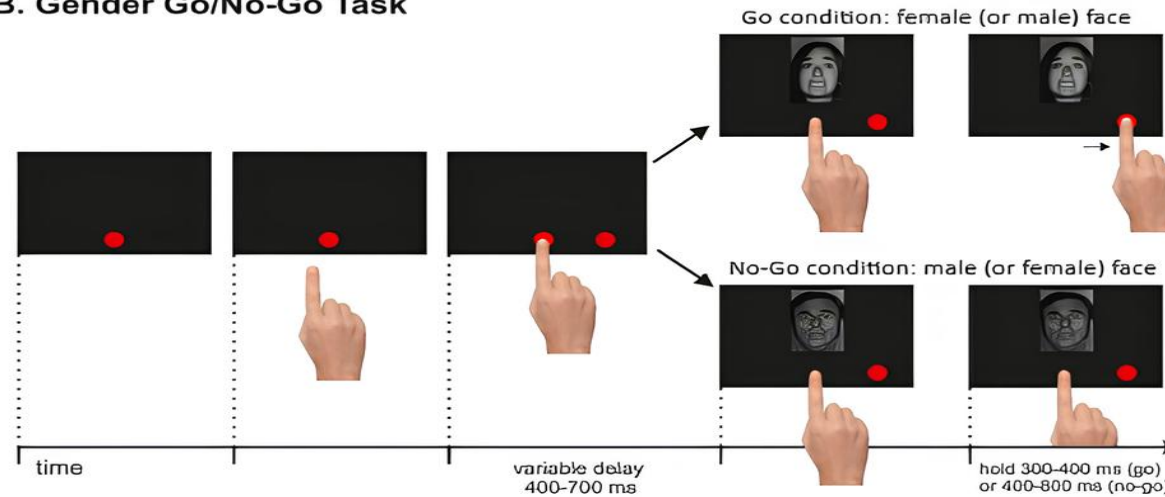 B. Gender Go/No-Go Task
Go condition: female (or male) face
No-Go condition: male (or female) face
time
variable delay
400-700 ms
hold 300-400 ms (go)
or 400-800 ms (no-go)